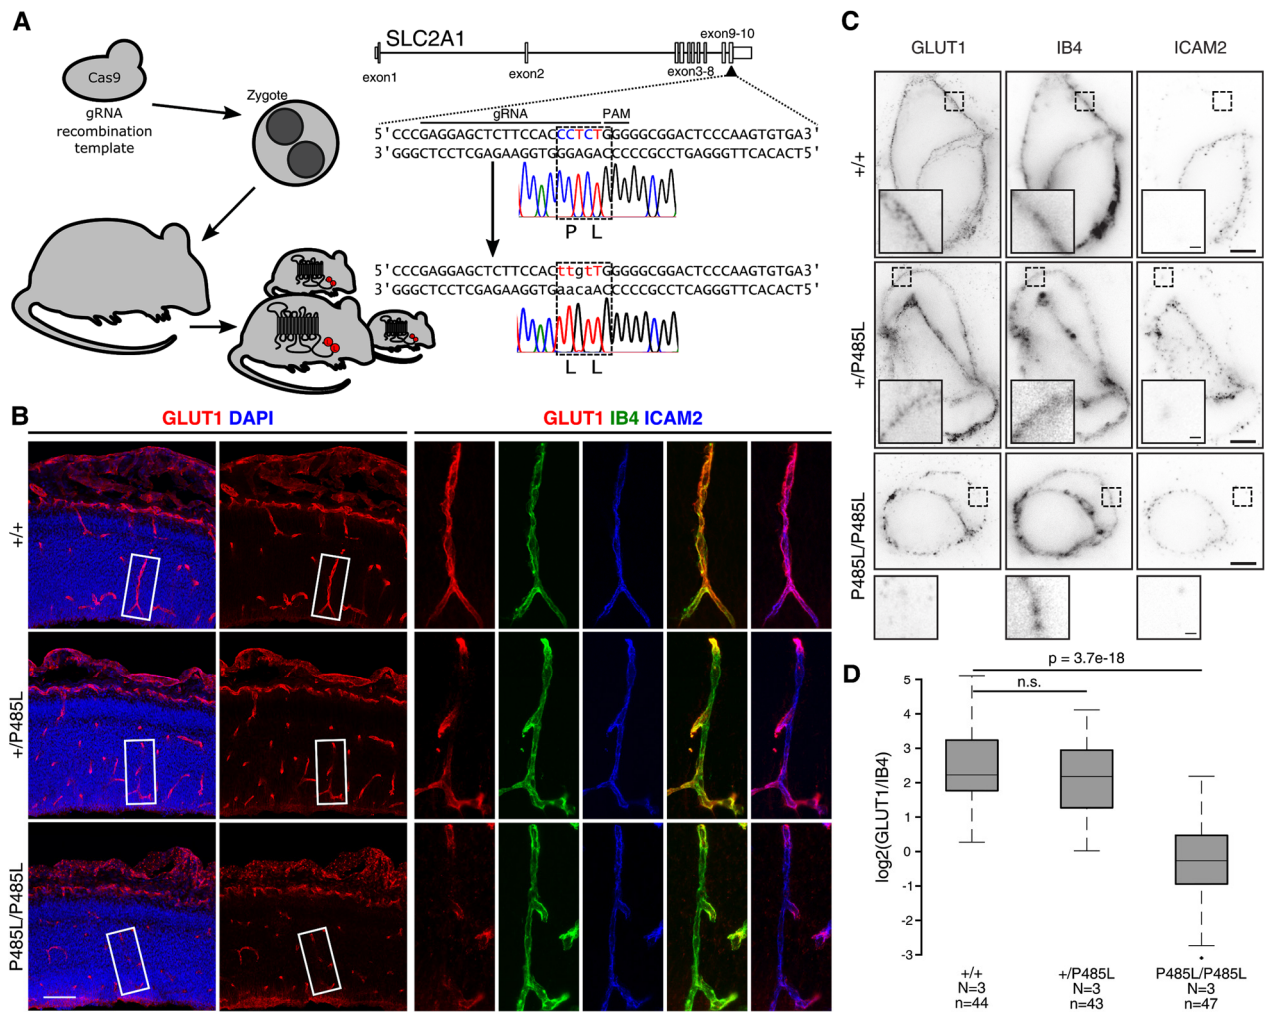 A
Cas9
gRNA
recombination
template
Zygote
SLC2A1
exon1
exon2
exon3-8
exon9-10
gRNA
PAM
5'CCCGAGGAGCTCTTCCACCCTCTGGGGGCGGACTCCCAAGTGTGA3'
3'GGGCTCCTCGAGAAGGTGGGAGACCCCCGCCTGAGGGTTCACACT5'
P L
5'CCCGAGGAGCTCTTCCACttgtTGGGGGCGGACTCCCAAGTGTGA3'
3'GGGCTCCTCGAGAAGGTGaacaACCCCCGCCTCAGGGTTCACACT5'
L L
B
GLUT1 DAPI
GLUT1 IB4 ICAM2
+/+
+/P485L
P485L/P485L
C
GLUT1
IB4
ICAM2
+/+
+/P485L
P485L/P485L
D
p = 3.7e-18
n.s.
log2(GLUT1/IB4)
5
4
3
2
1
0
-1
-2
-3
+/+
N=3
n=44
+/P485L
N=3
n=43
P485L/P485L
N=3
n=47